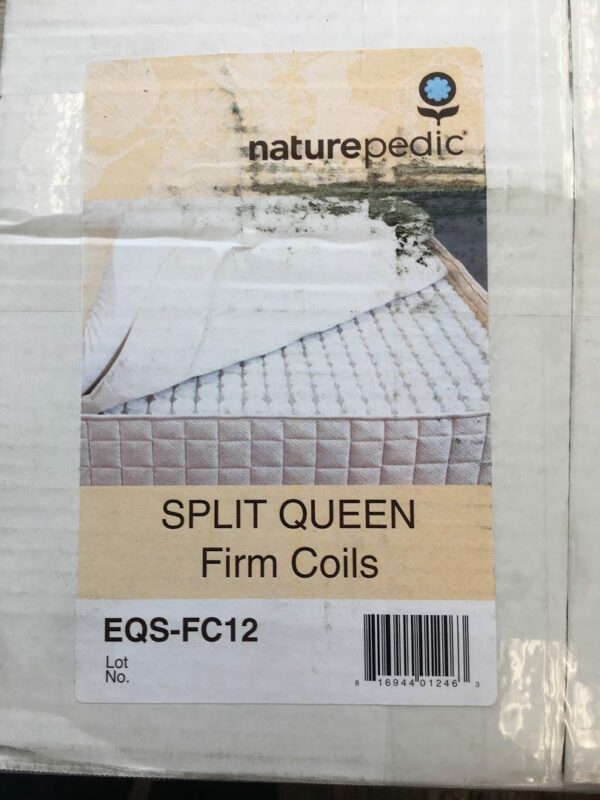 naturepedic
SPLIT QUEEN
Firm Coils
EQS-FC12
Lot
No.
8 16944 01246 3